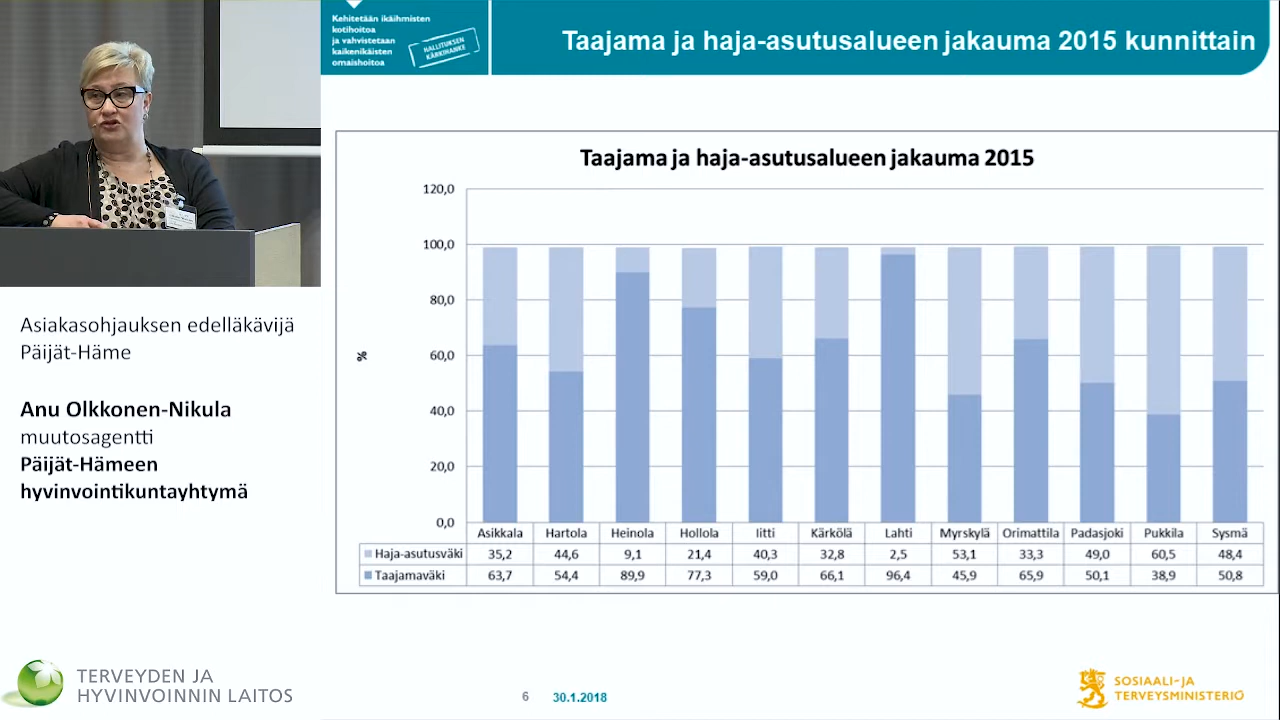 Kehitetään ikäihmisten
kotihoitoa
ja vahvistetaan
kaikenikäisten
omaishoitoa
HALLITUKSEN
KÄRKIHANKE
Taajama ja haja-asutusalueen jakauma 2015 kunnittain
Taajama ja haja-asutusalueen jakauma 2015
120,0
100,0
80,0
60,0
40,0
20,0
0,0
%
Asikkala Hartola Heinola Hollola Iitti Kärkölä Lahti Myrskylä Orimattila Padasjoki Pukkila Sysmä
Haja-asutusväki 35,2 44,6 9,1 21,4 40,3 32,8 2,5 53,1 33,3 49,0 60,5 48,4
Taajamaväki 63,7 54,4 89,9 77,3 59,0 66,1 96,4 45,9 65,9 50,1 38,9 50,8
Asiakasohjauksen edelläkävijä
Päijät-Häme
Anu Olkkonen-Nikula
muutosagentti
Päijät-Hämeen
hyvinvointikuntayhtymä
TERVEYDEN JA
HYVINVOINNIN LAITOS
6 30.1.2018
SOSIAALI- JA
TERVEYSMINISTERIÖ